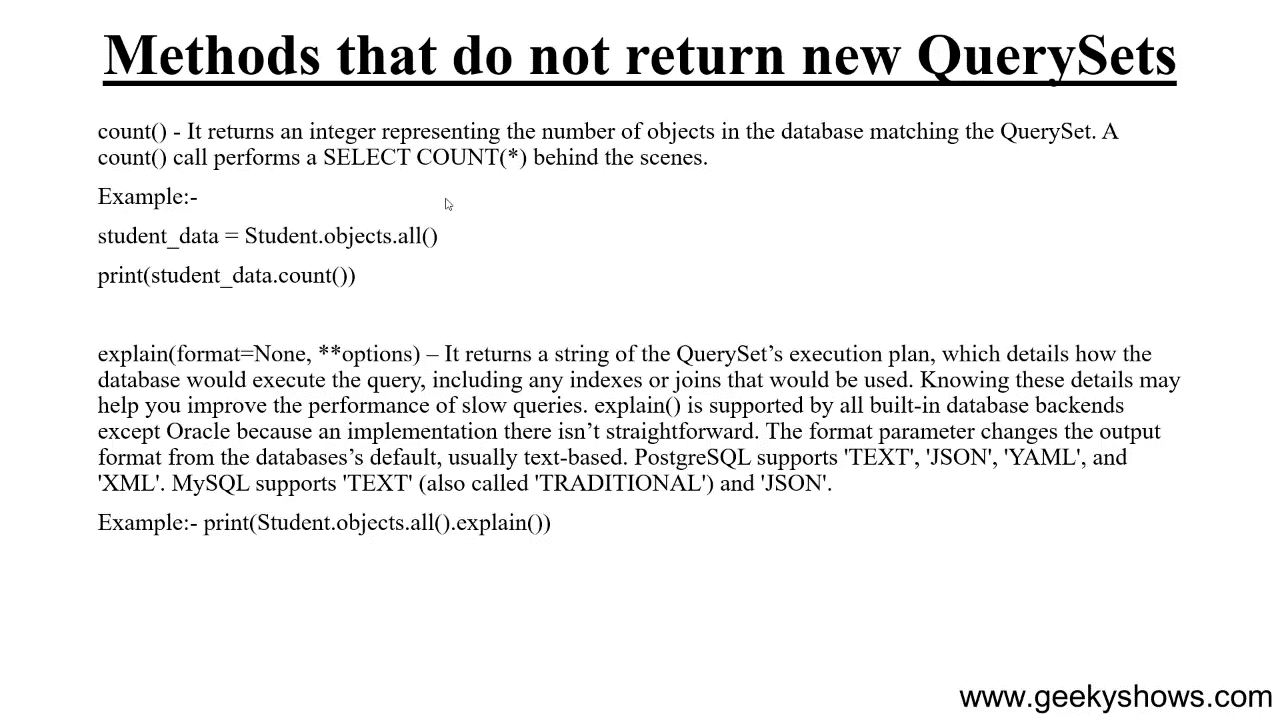 Methods that do not return new QuerySets
count() - It returns an integer representing the number of objects in the database matching the QuerySet. A
count() call performs a SELECT COUNT(*) behind the scenes.
Example:-
student_data = Student.objects.all()
print(student_data.count())
explain(format=None, **options) – It returns a string of the QuerySet’s execution plan, which details how the
database would execute the query, including any indexes or joins that would be used. Knowing these details may
help you improve the performance of slow queries. explain() is supported by all built-in database backends
except Oracle because an implementation there isn’t straightforward. The format parameter changes the output
format from the databases’s default, usually text-based. PostgreSQL supports 'TEXT', 'JSON', 'YAML', and
'XML'. MySQL supports 'TEXT' (also called 'TRADITIONAL') and 'JSON'.
Example:- print(Student.objects.all().explain())
www.geekyshows.com